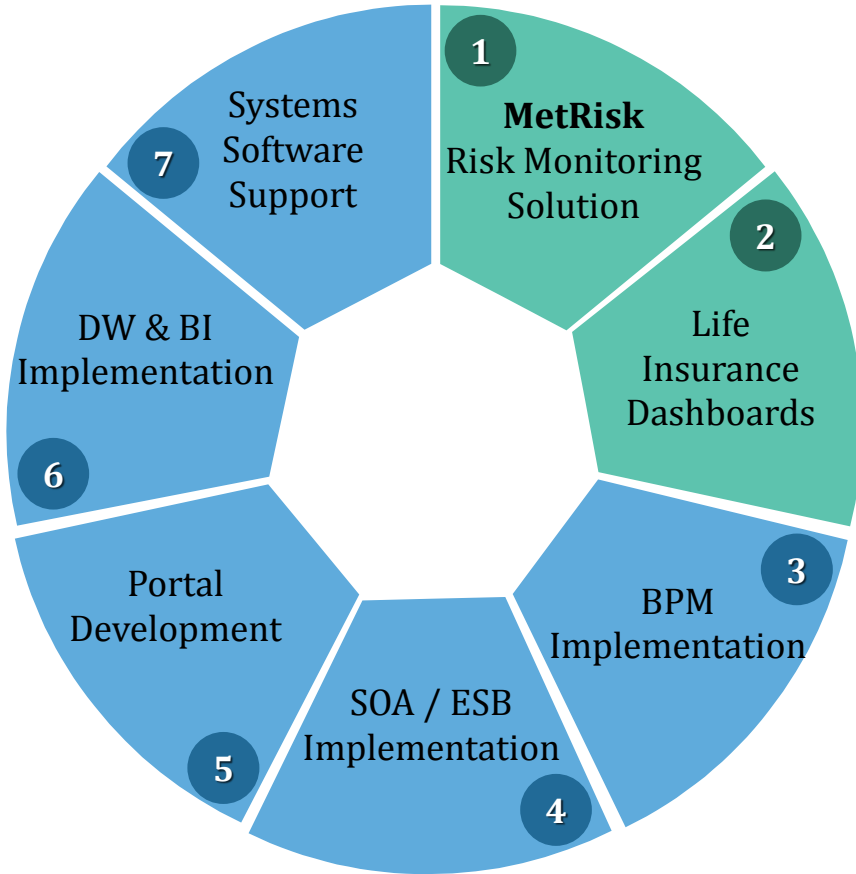 1
MetRisk
Risk Monitoring
Solution
2
Life
Insurance
Dashboards
3
BPM
Implementation
4
SOA / ESB
Implementation
5
Portal
Development
6
DW & BI
Implementation
7
Systems
Software
Support